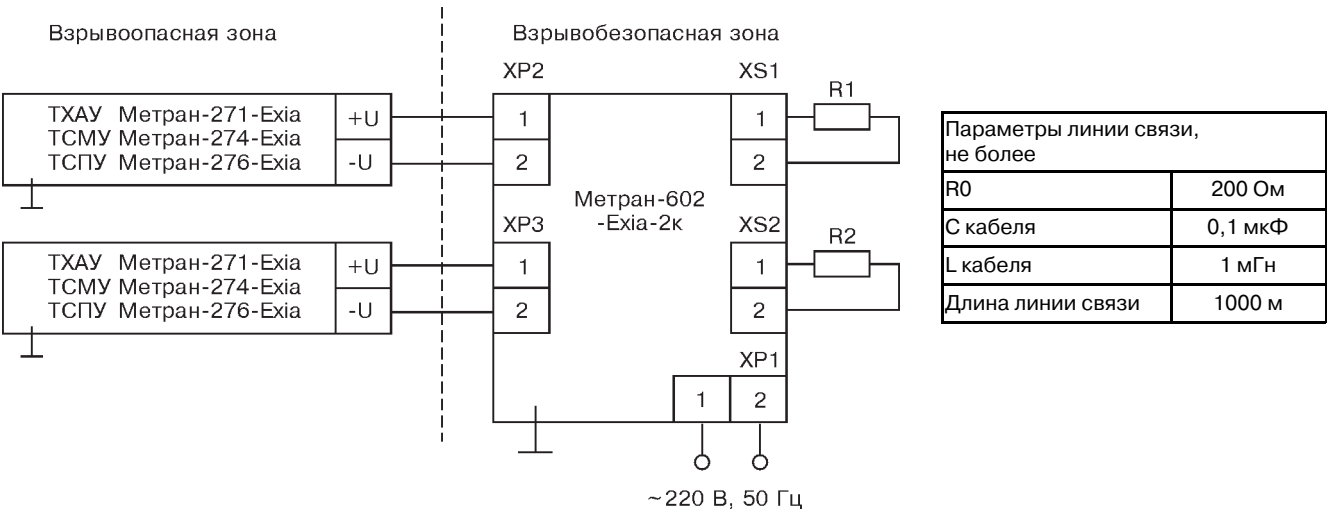 Взрывоопасная зона
Взрывобезопасная зона
XP2
XS1
R1
ТХАУ Метран-271-Exia
ТСМУ Метран-274-Exia
ТСПУ Метран-276-Exia
+U
-U
1
2
1
2
Метран-602
-Exia-2к
XP3
XS2
R2
ТХАУ Метран-271-Exia
ТСМУ Метран-274-Exia
ТСПУ Метран-276-Exia
+U
-U
1
2
1
2
XP1
1
2
~220 В, 50 Гц
Параметры линии связи,
не более
R0 200 Ом
С кабеля 0,1 мкФ
L кабеля 1 мГн
Длина линии связи 1000 м